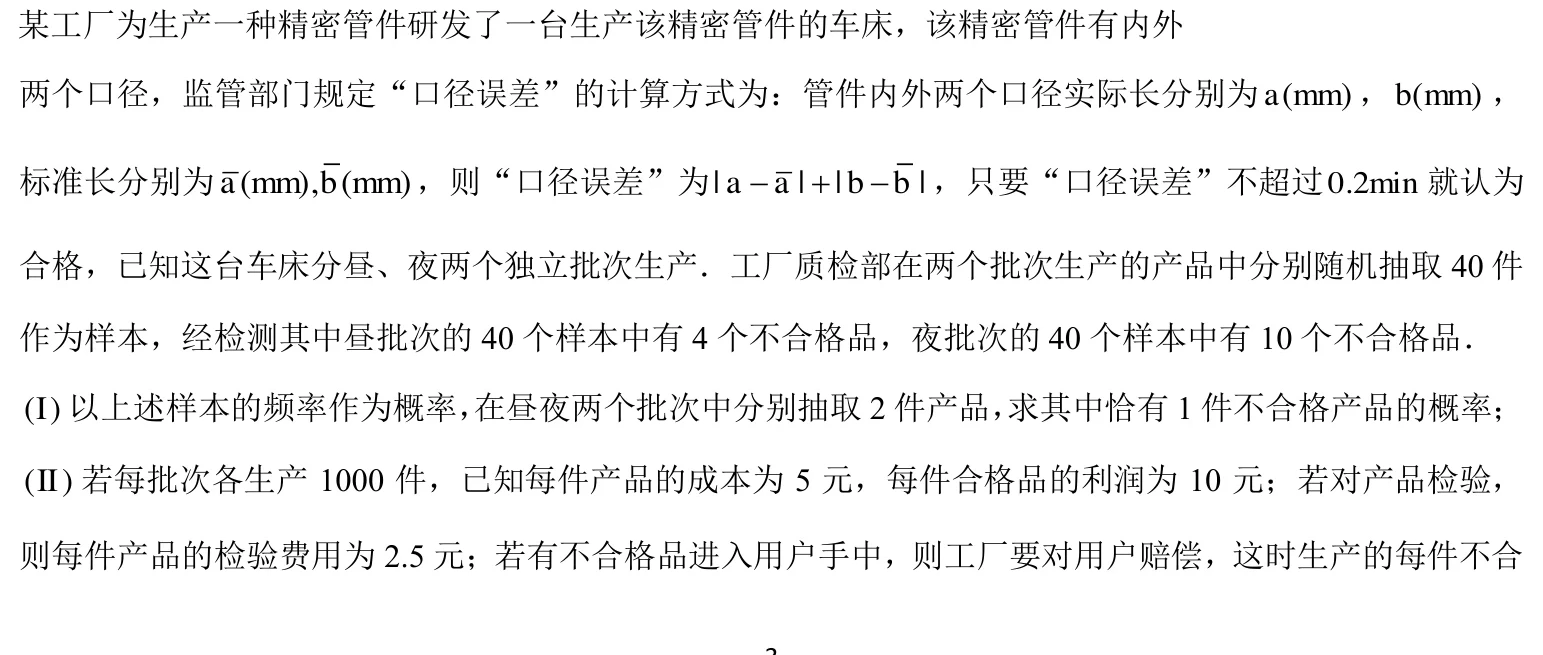 某工厂为生产一种精密管件研发了一台生产该精密管件的车床，该精密管件有内外
两个口径，监管部门规定“口径误差”的计算方式为：管件内外两个口径实际长分别为a(mm)，b(mm)，
标准长分别为a̅(mm),b̅(mm)，则“口径误差”为|a−a̅|+|b−b̅|，只要“口径误差”不超过0.2min就认为
合格，已知这台车床分昼、夜两个独立批次生产．工厂质检部在两个批次生产的产品中分别随机抽取40件
作为样本，经检测其中昼批次的40个样本中有4个不合格品，夜批次的40个样本中有10个不合格品．
(Ⅰ)以上述样本的频率作为概率，在昼夜两个批次中分别抽取2件产品，求其中恰有1件不合格产品的概率；
(Ⅱ)若每批次各生产1000件，已知每件产品的成本为5元，每件合格品的利润为10元；若对产品检验，
则每件产品的检验费用为2.5元；若有不合格品进入用户手中，则工厂要对用户赔偿，这时生产的每件不合